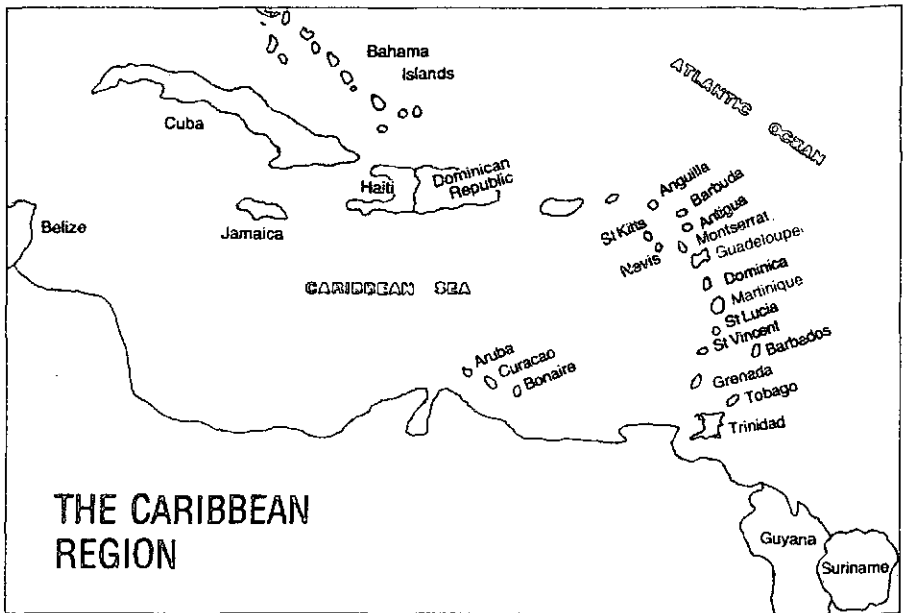 Bahama
Islands
ATLANTIC OCEAN
Cuba
Haiti
Dominican
Republic
Anguilla
Barbuda
Antigua
St Kitts
Montserrat
Nevis
Guadeloupe
Belize
Jamaica
Dominica
CARIBBEAN SEA
Martinique
St Lucia
St Vincent
Barbados
Aruba
Curacao
Bonaire
Grenada
Tobago
Trinidad
THE CARIBBEAN
REGION
Guyana
Suriname